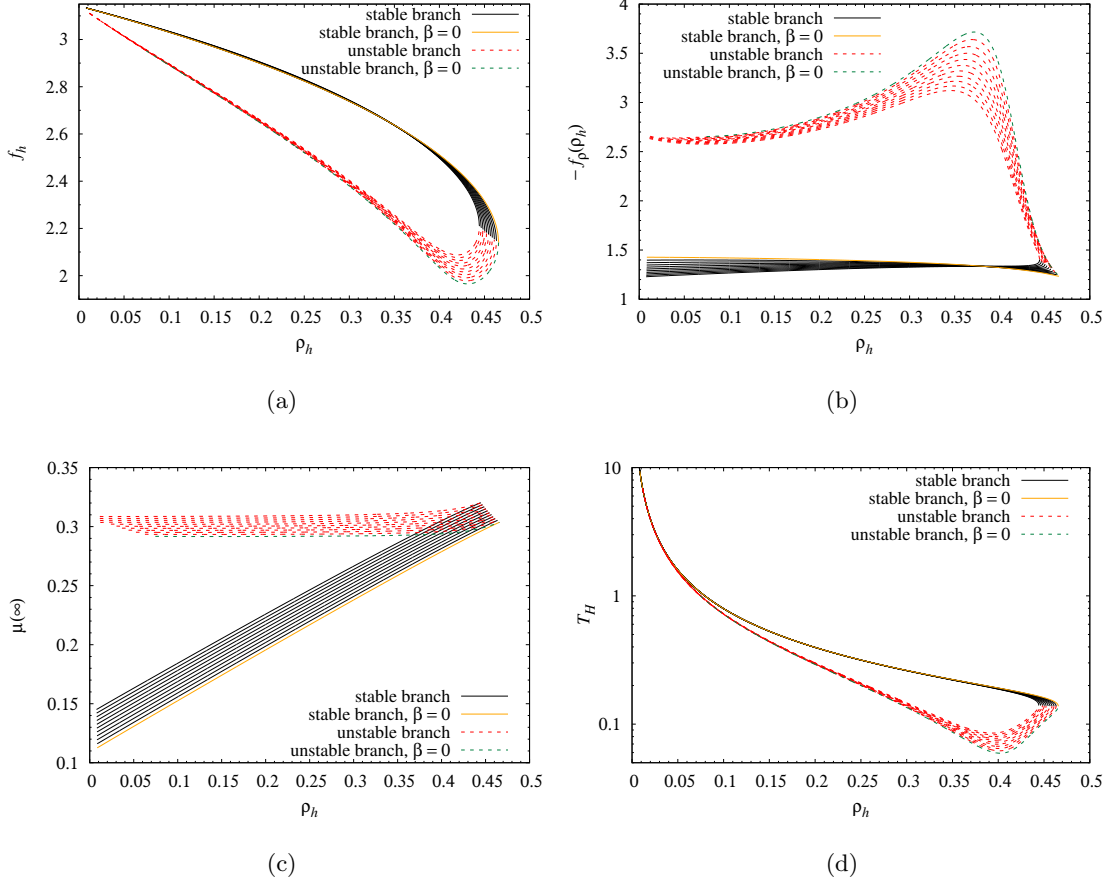 stable branch
stable branch, β = 0
unstable branch
unstable branch, β = 0
f_h
3
2.8
2.6
2.4
2.2
2
0 0.05 0.1 0.15 0.2 0.25 0.3 0.35 0.4 0.45 0.5
ρ_h
(a)
stable branch
stable branch, β = 0
unstable branch
unstable branch, β = 0
− f_ρ(ρ_h)
4
3.5
3
2.5
2
1.5
1
0 0.05 0.1 0.15 0.2 0.25 0.3 0.35 0.4 0.45 0.5
ρ_h
(b)
stable branch
stable branch, β = 0
unstable branch
unstable branch, β = 0
μ(∞)
0.35
0.3
0.25
0.2
0.15
0.1
0 0.05 0.1 0.15 0.2 0.25 0.3 0.35 0.4 0.45 0.5
ρ_h
(c)
stable branch
stable branch, β = 0
unstable branch
unstable branch, β = 0
T_H
10
1
0.1
0 0.05 0.1 0.15 0.2 0.25 0.3 0.35 0.4 0.45 0.5
ρ_h
(d)